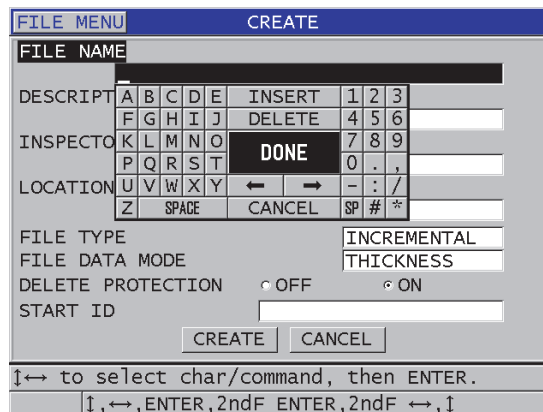 FILE MENU CREATE
FILE NAME
_
DESCRIPT A B C D E INSERT 1 2 3
F G H I J DELETE 4 5 6
INSPECTO K L M N O DONE 7 8 9
P Q R S T 0 . ,
LOCATION U V W X Y ← → - : /
Z SPACE CANCEL SP # *
FILE TYPE INCREMENTAL
FILE DATA MODE THICKNESS
DELETE PROTECTION OFF ON
START ID
CREATE CANCEL
↕↔ to select char/command, then ENTER.
↕,↔,ENTER,2ndF ENTER,2ndF ↔,↕